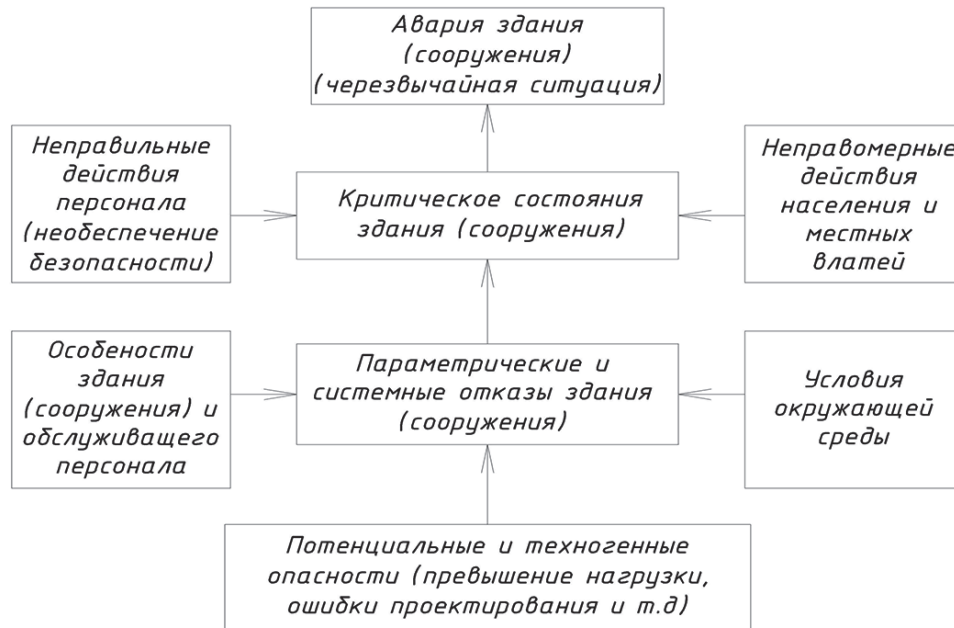 Авария здания
(сооружения)
(черезвычайная ситуация)
Неправильные
действия
персонала
(необеспечение
безопасности)
Критическое состояния
здания (сооружения)
Неправомерные
действия
населения и
местных
влатей
Особености
здания
(сооружения) и
обслуживащего
персонала
Параметрические и
системные отказы здания
(сооружения)
Условия
окружающей
среды
Потенциальные и техногенные
опасности (превышение нагрузки,
ошибки проектирования и т.д)